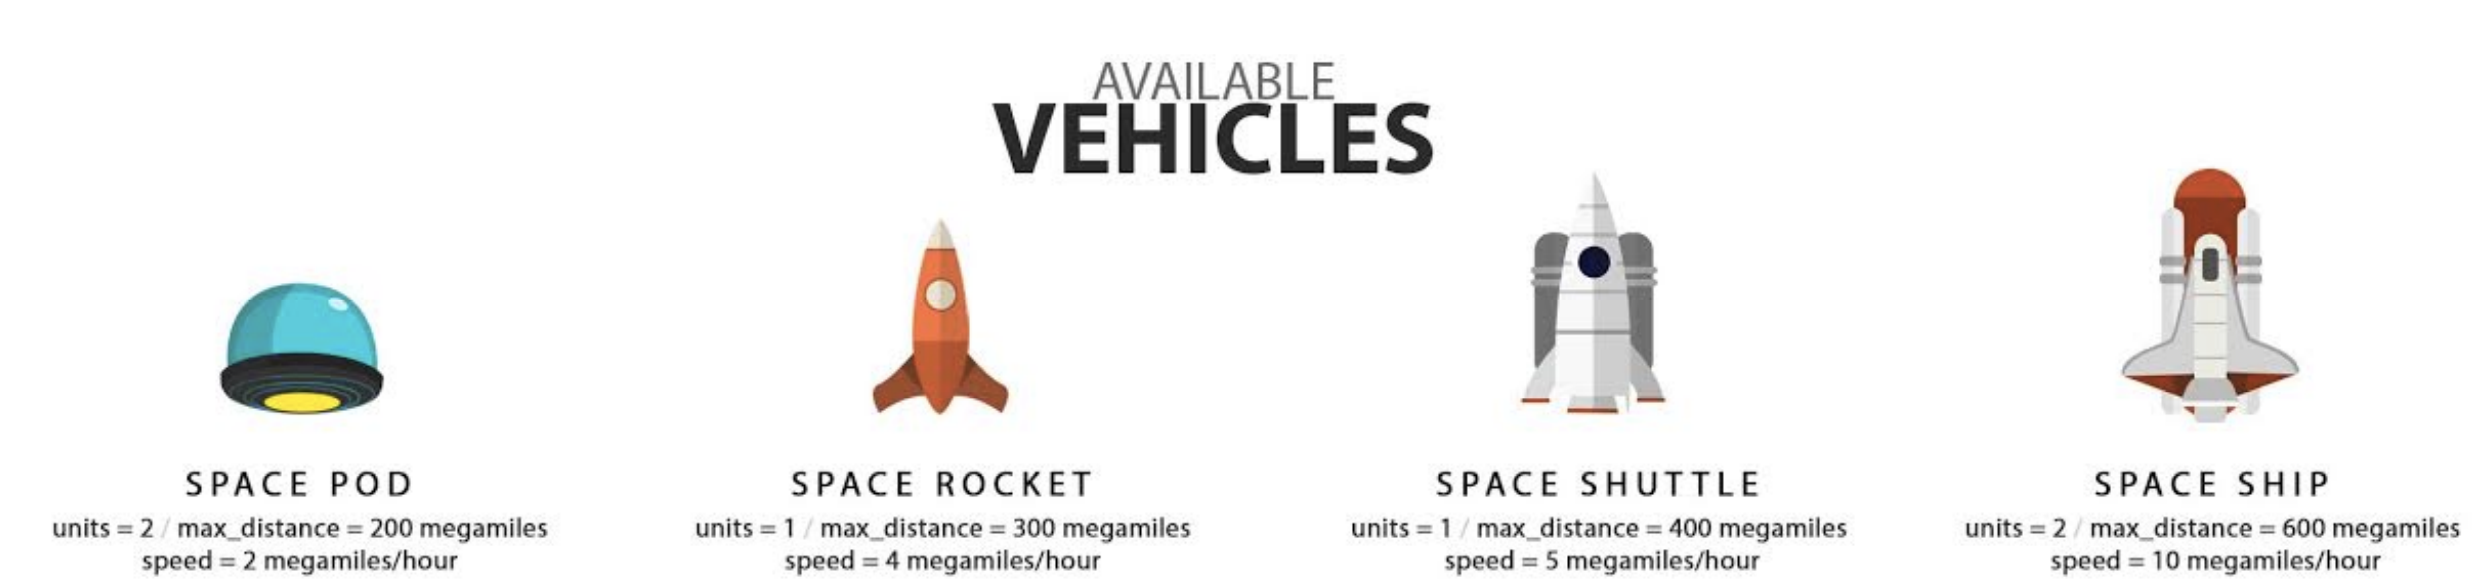 AVAILABLE
VEHICLES
SPACE POD
units = 2 / max_distance = 200 megamiles
speed = 2 megamiles/hour
SPACE ROCKET
units = 1 / max_distance = 300 megamiles
speed = 4 megamiles/hour
SPACE SHUTTLE
units = 1 / max_distance = 400 megamiles
speed = 5 megamiles/hour
SPACE SHIP
units = 2 / max_distance = 600 megamiles
speed = 10 megamiles/hour